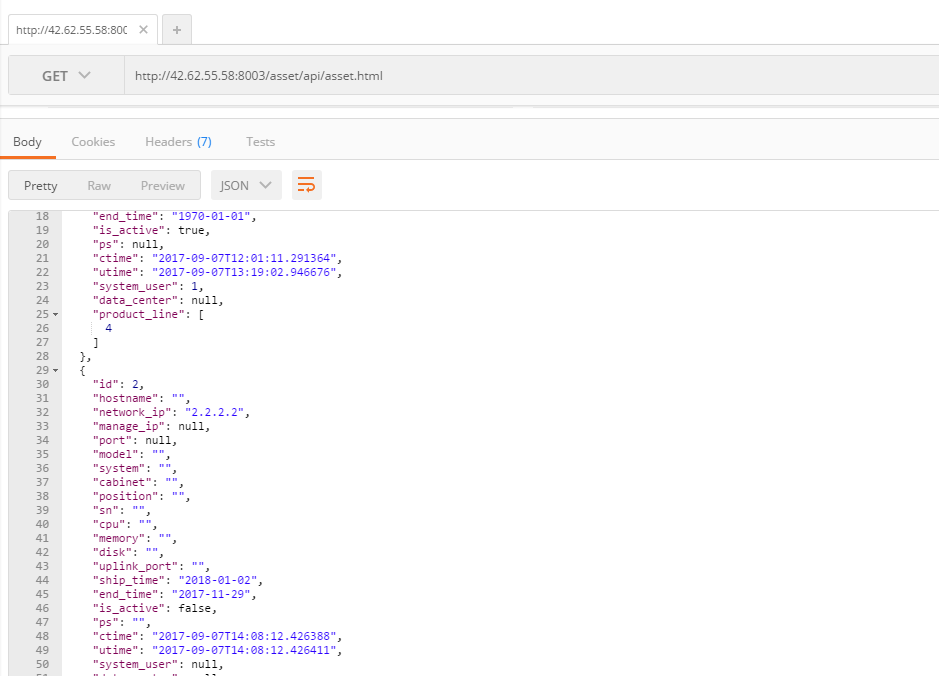 http://42.62.55.58:800
GET http://42.62.55.58:8003/asset/api/asset.html
Body Cookies Headers (7) Tests
Pretty Raw Preview JSON
18 "end_time": "1970-01-01",
19 "is_active": true,
20 "ps": null,
21 "ctime": "2017-09-07T12:01:11.291364",
22 "utime": "2017-09-07T13:19:02.946676",
23 "system_user": 1,
24 "data_center": null,
25 "product_line": [
26 4
27 ]
28 },
29 {
30 "id": 2,
31 "hostname": "",
32 "network_ip": "2.2.2.2",
33 "manage_ip": null,
34 "port": null,
35 "model": "",
36 "system": "",
37 "cabinet": "",
38 "position": "",
39 "sn": "",
40 "cpu": "",
41 "memory": "",
42 "disk": "",
43 "uplink_port": "",
44 "ship_time": "2018-01-02",
45 "end_time": "2017-11-29",
46 "is_active": false,
47 "ps": "",
48 "ctime": "2017-09-07T14:08:12.426388",
49 "utime": "2017-09-07T14:08:12.426411",
50 "system_user": null,